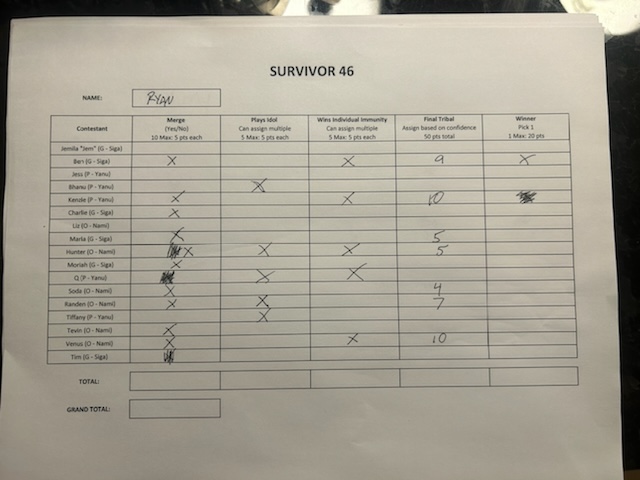 SURVIVOR 46
NAME: RYAN
Contestant Merge (Yes/No) 10 Max: 5 pts each Plays Idol Can assign multiple 5 Max: 5 pts each Wins Individual Immunity Can assign multiple 5 Max: 5 pts each Final Tribal Assign based on confidence 50 pts total Winner Pick 1 1 Max: 20 pts
Jemila "Jem" (G - Siga)
Ben (G - Siga) X X 9 X
Jess (P - Yanu)
Bhanu (P - Yanu) X
Kenzie (P - Yanu) X X 10
Charlie (G - Siga) X
Liz (O - Nami)
Maria (G - Siga) X 5
Hunter (O - Nami) X X X 5
Moriah (G - Siga) X
Q (P - Yanu) X X
Soda (O - Nami) X 4
Randen (O - Nami) X X 7
Tiffany (P - Yanu) X
Tevin (O - Nami) X
Venus (O - Nami) X X 10
Tim (G - Siga)
TOTAL:
GRAND TOTAL: